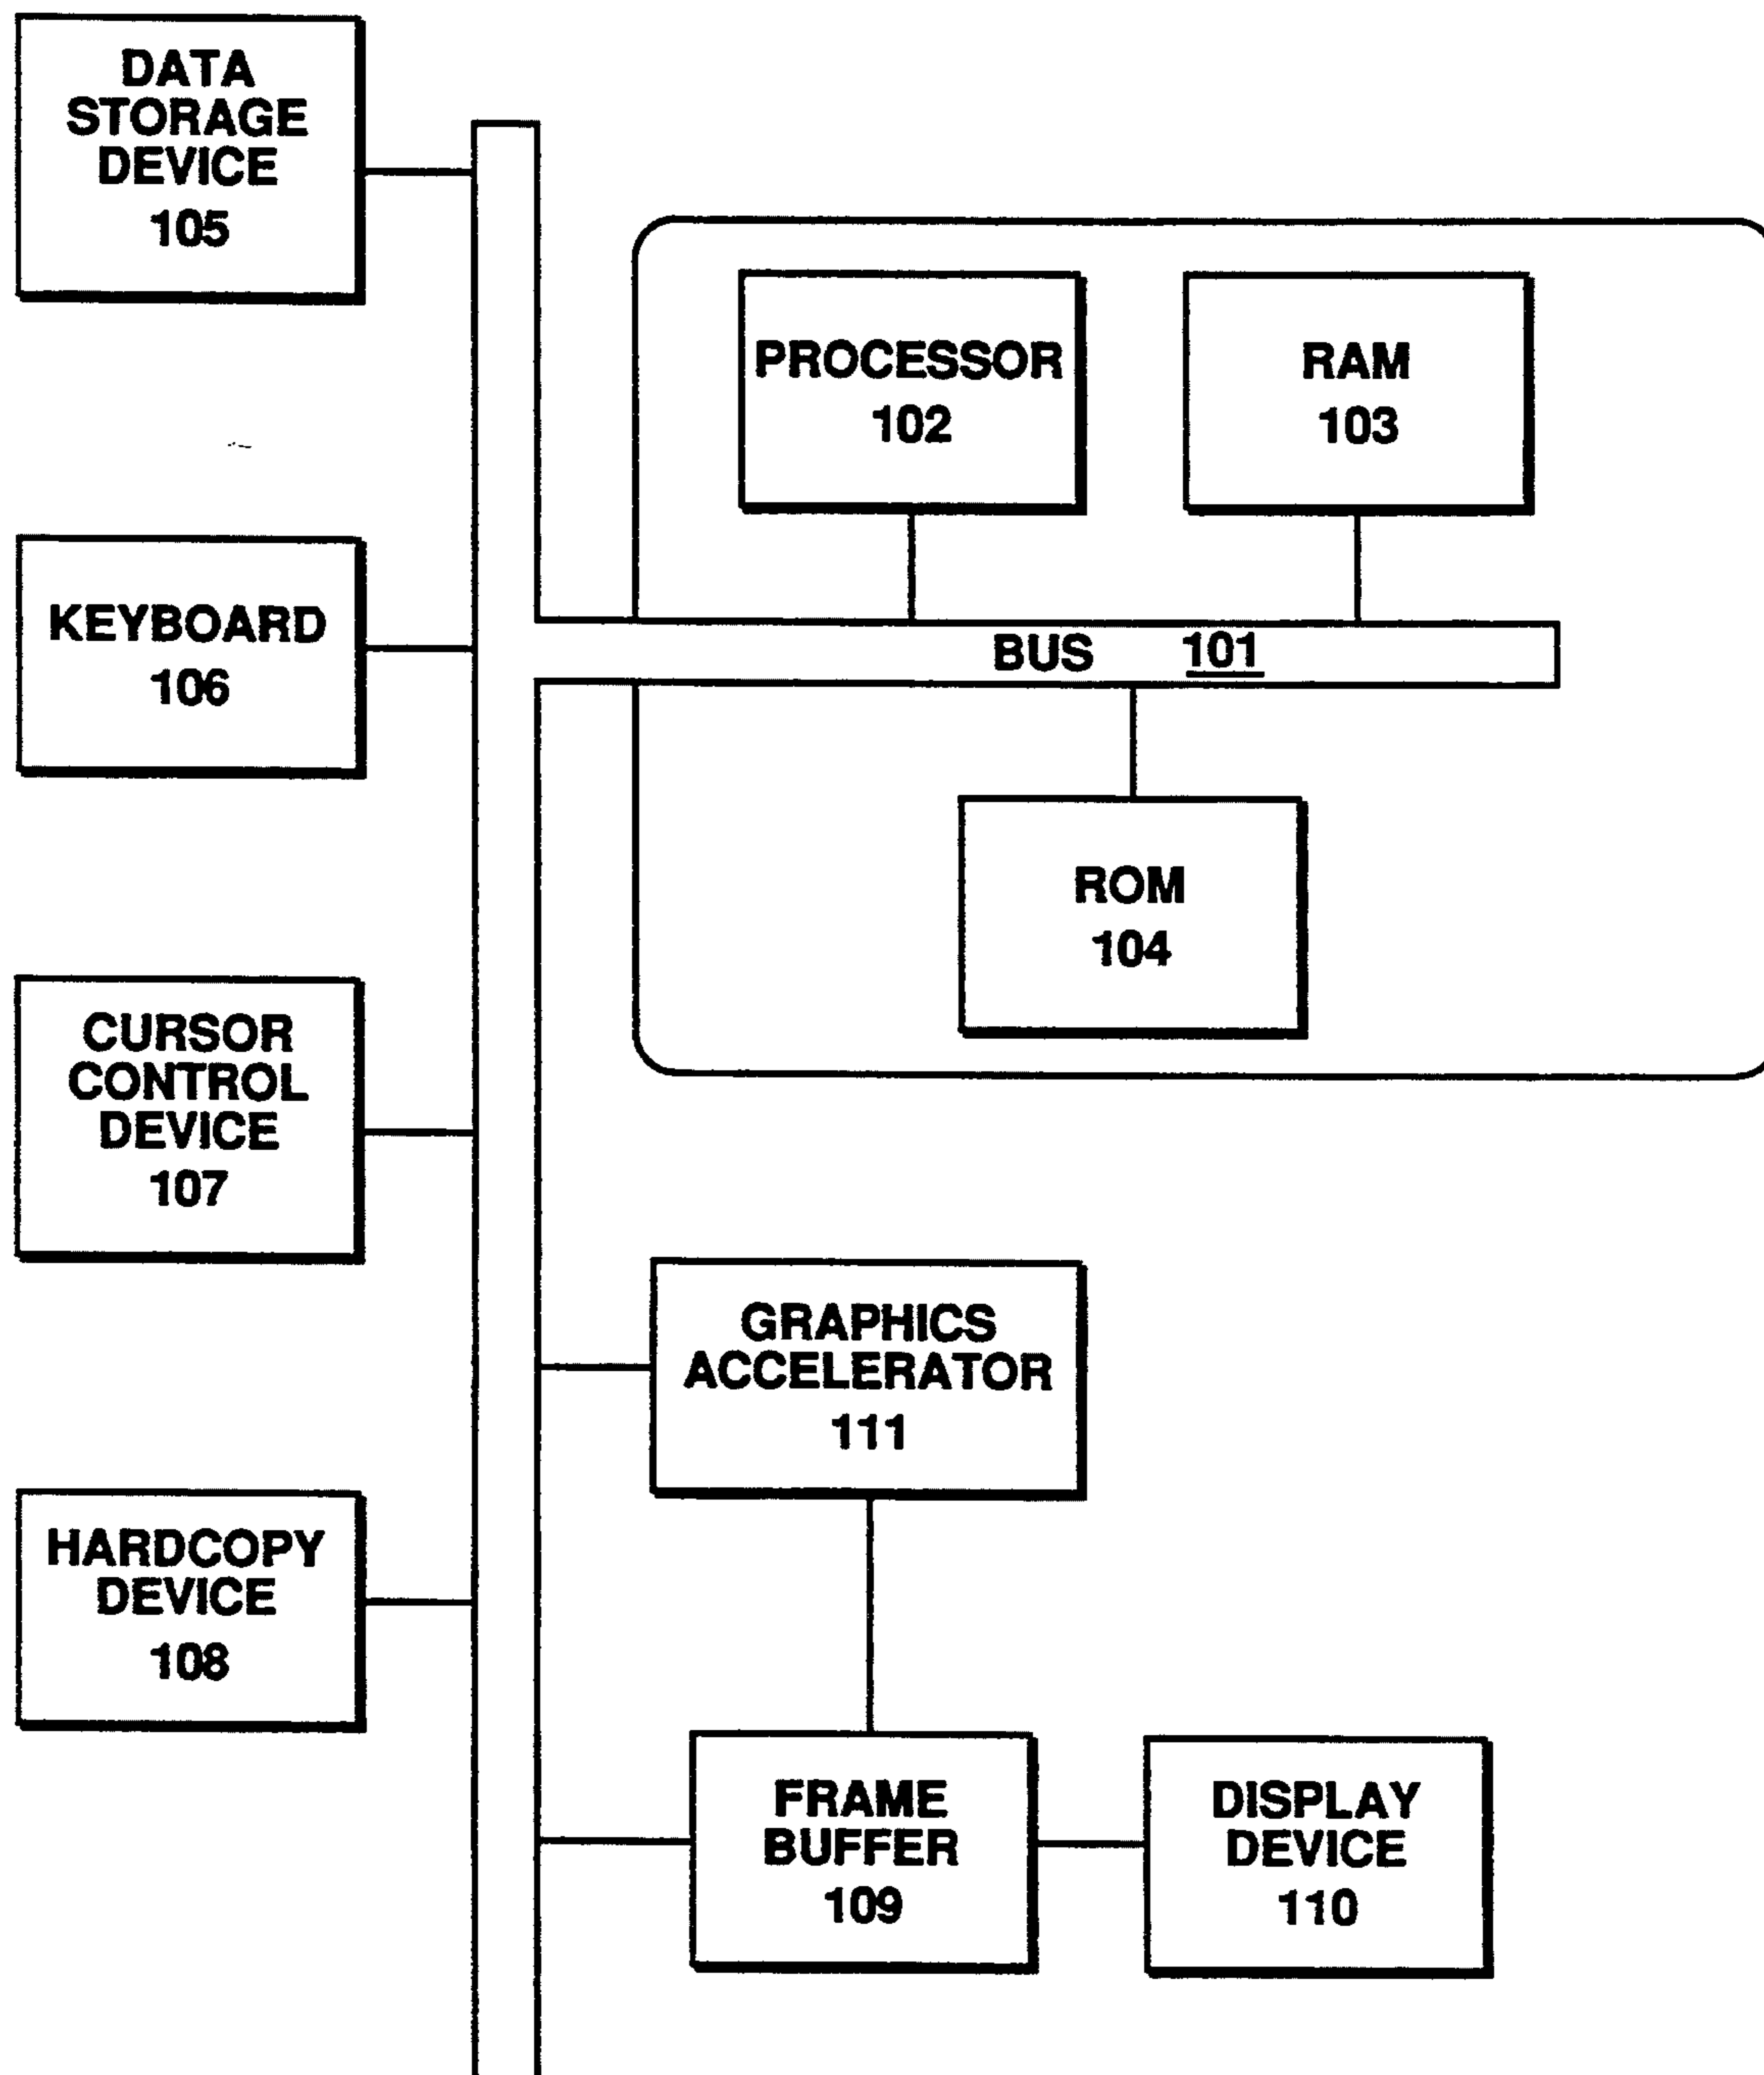 DATA
STORAGE
DEVICE
105
PROCESSOR
102
RAM
103
KEYBOARD
106
BUS 101
ROM
104
CURSOR
CONTROL
DEVICE
107
GRAPHICS
ACCELERATOR
111
HARDCOPY
DEVICE
108
FRAME
BUFFER
109
DISPLAY
DEVICE
110